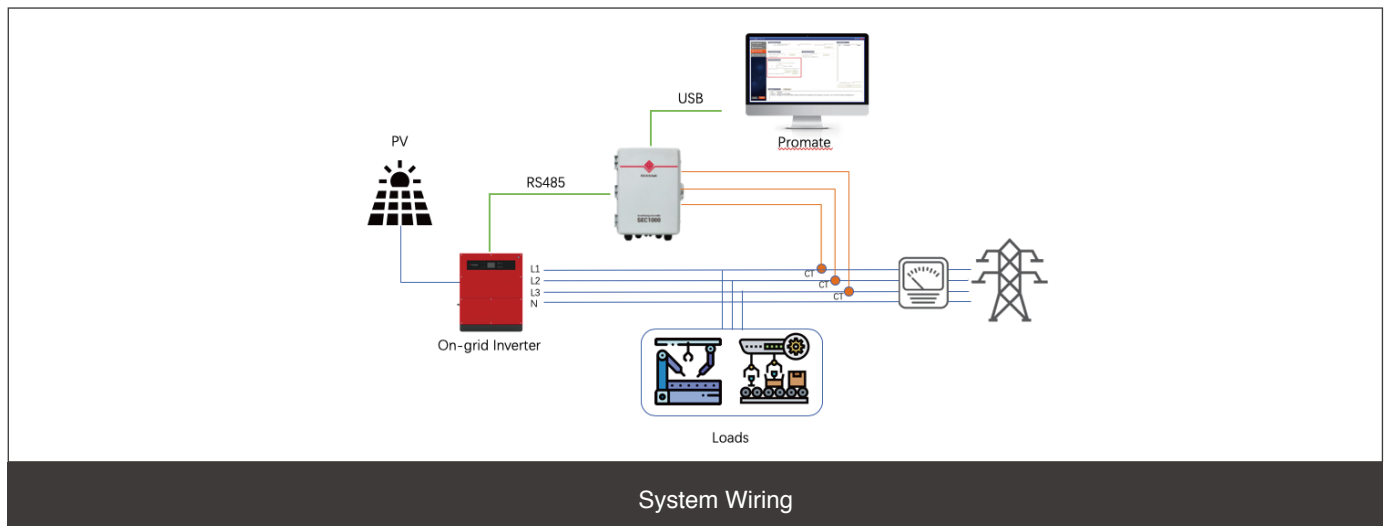 USB
Promate
PV
RS485
SEC1000
L1
L2
L3
N
CT
CT
CT
On-grid Inverter
Loads
System Wiring